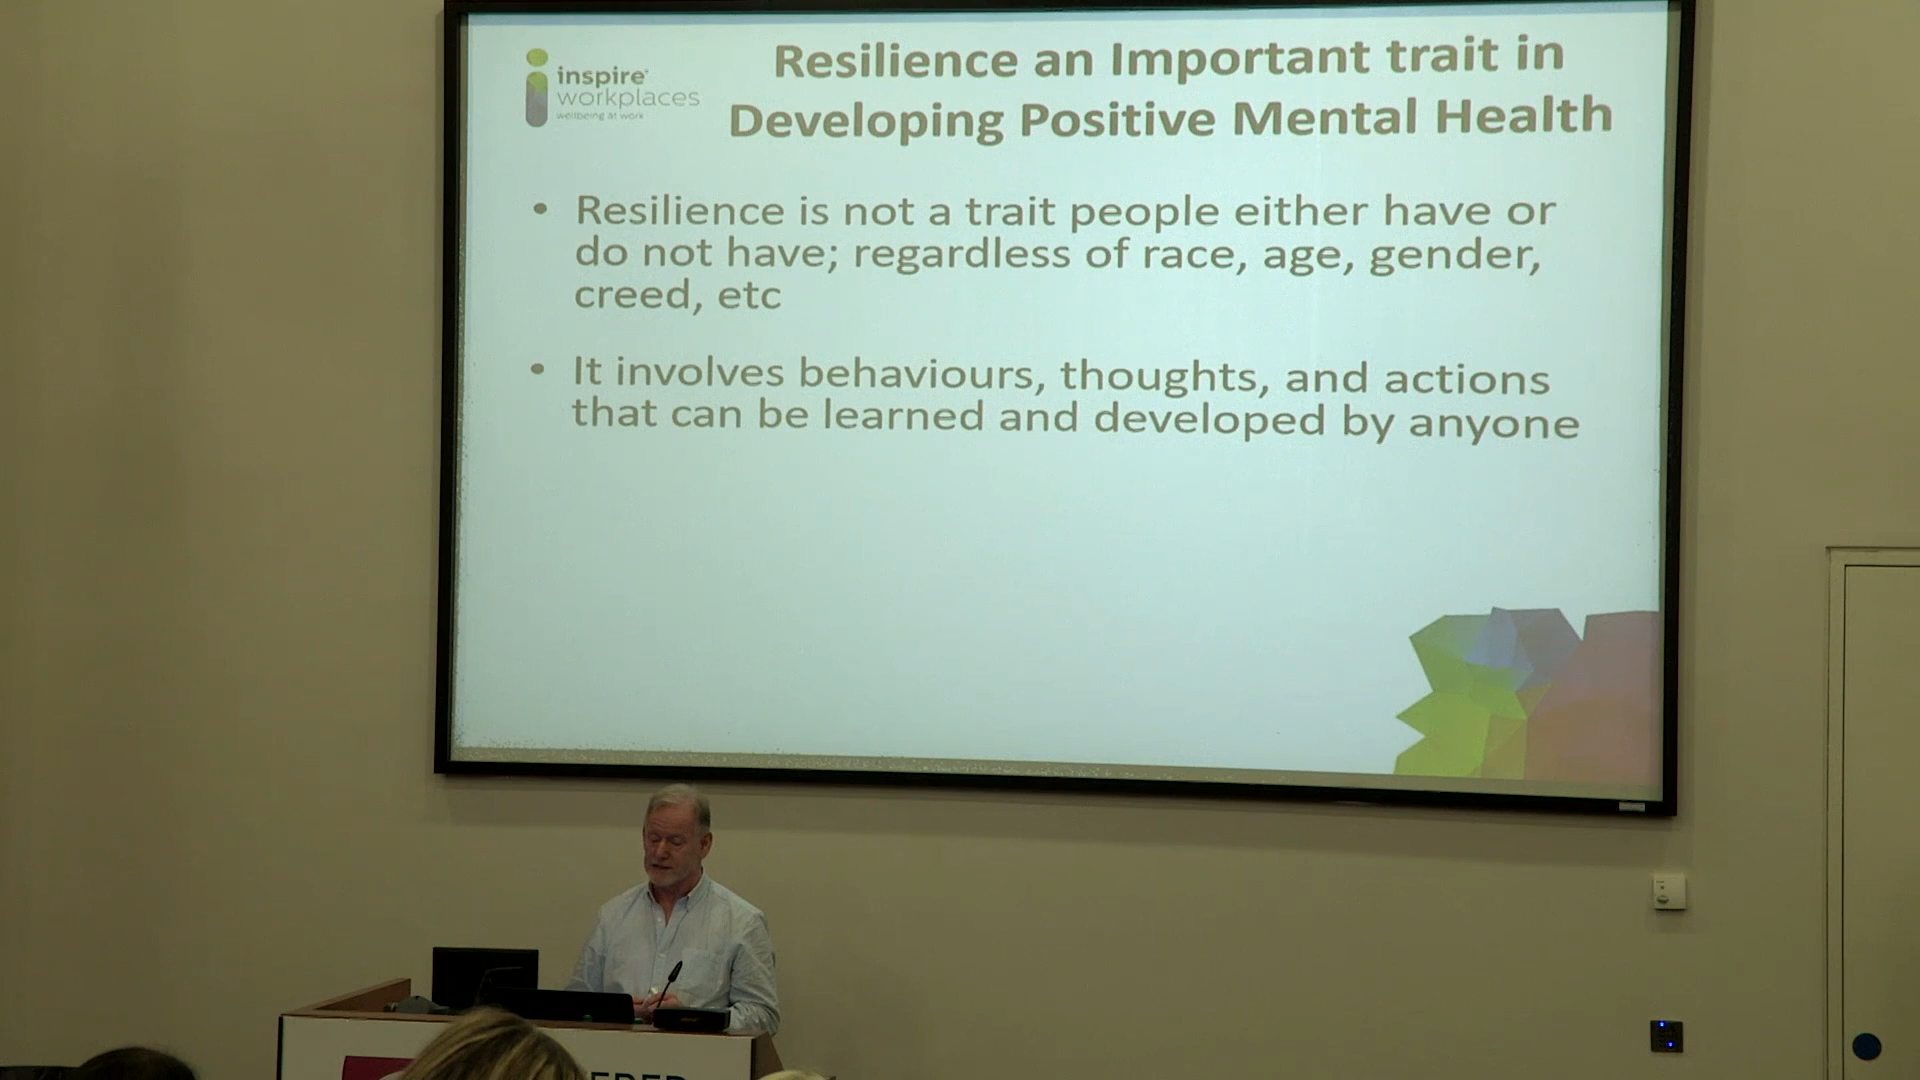 inspire
workplaces
wellbeing at work
Resilience an Important trait in
Developing Positive Mental Health
• Resilience is not a trait people either have or
do not have; regardless of race, age, gender,
creed, etc
• It involves behaviours, thoughts, and actions
that can be learned and developed by anyone